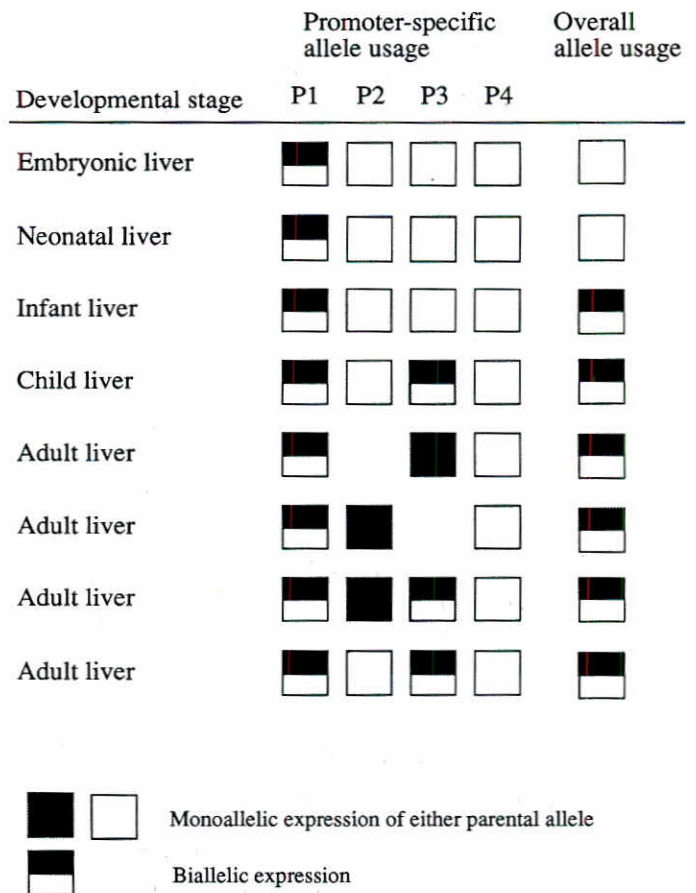 Promoter-specific
allele usage
Overall
allele usage
Developmental stage P1 P2 P3 P4
Embryonic liver
Neonatal liver
Infant liver
Child liver
Adult liver
Adult liver
Adult liver
Adult liver
Monoallelic expression of either parental allele
Biallelic expression